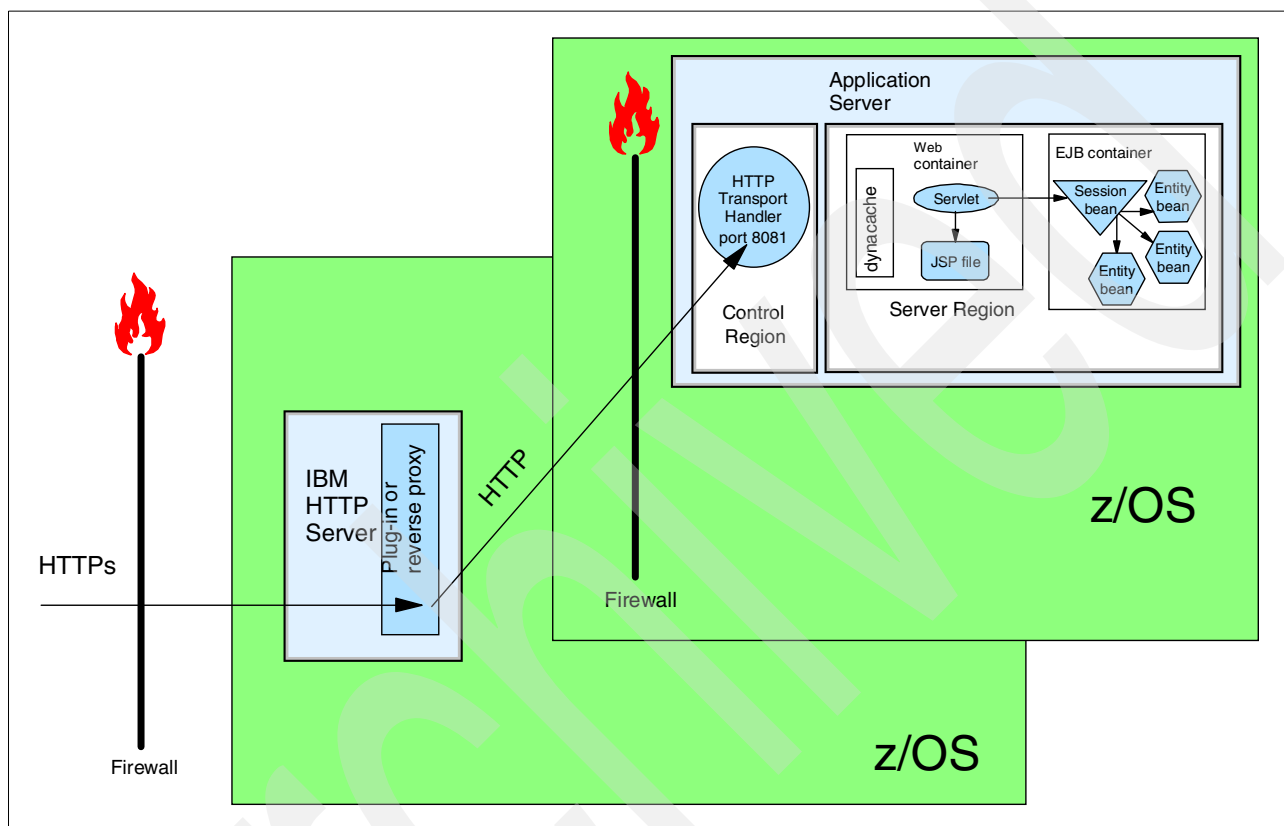 Application
Server
HTTP
Transport
Handler
port 8081
Control
Region
Web
container
dynacache
Servlet
JSP file
Server Region
EJB container
Session
bean
Entity
bean
Entity
bean
Entity
bean
Firewall
z/OS
HTTP
IBM
HTTP
Server
Plug-in or
reverse proxy
HTTPs
Firewall
z/OS